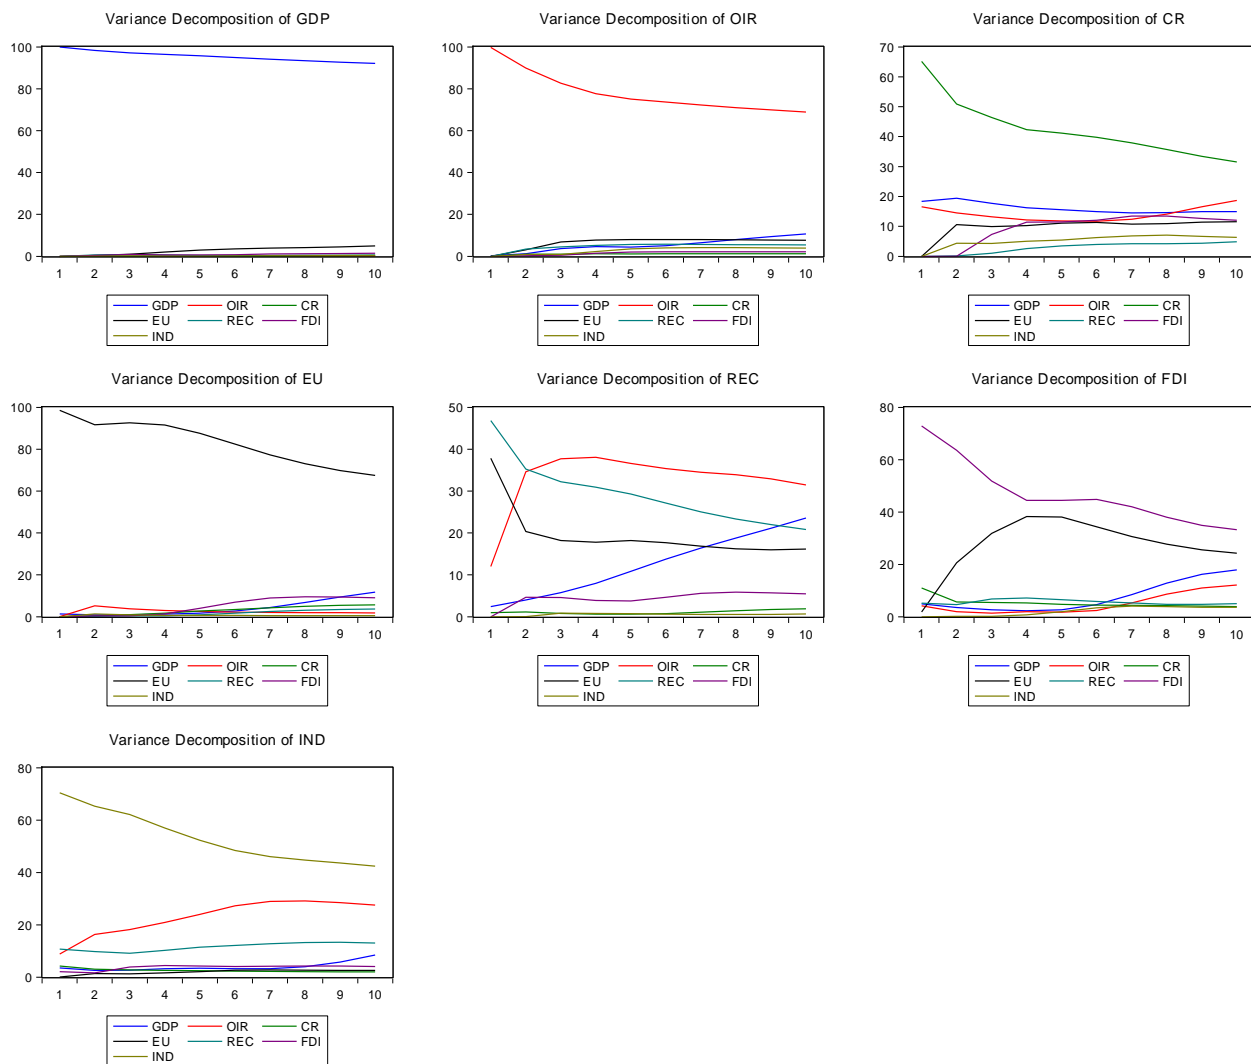 Variance Decomposition of GDP
100
80
60
40
20
0
1 2 3 4 5 6 7 8 9 10
GDP OIR CR
EU REC FDI
IND
Variance Decomposition of OIR
100
80
60
40
20
0
1 2 3 4 5 6 7 8 9 10
GDP OIR CR
EU REC FDI
IND
Variance Decomposition of CR
70
60
50
40
30
20
10
0
1 2 3 4 5 6 7 8 9 10
GDP OIR CR
EU REC FDI
IND
Variance Decomposition of EU
100
80
60
40
20
0
1 2 3 4 5 6 7 8 9 10
GDP OIR CR
EU REC FDI
IND
Variance Decomposition of REC
50
40
30
20
10
0
1 2 3 4 5 6 7 8 9 10
GDP OIR CR
EU REC FDI
IND
Variance Decomposition of FDI
80
60
40
20
0
1 2 3 4 5 6 7 8 9 10
GDP OIR CR
EU REC FDI
IND
Variance Decomposition of IND
80
60
40
20
0
1 2 3 4 5 6 7 8 9 10
GDP OIR CR
EU REC FDI
IND